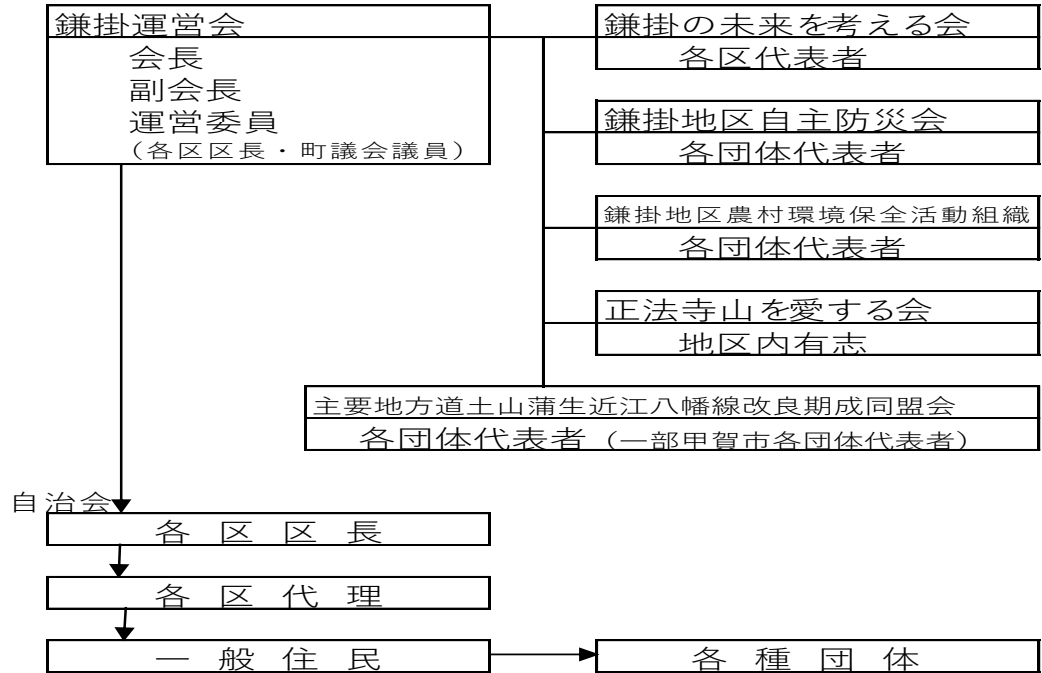 鎌掛運営会
会長
副会長
運営委員
（各区区長・町議会議員）
鎌掛の未来を考える会
各区代表者
鎌掛地区自主防災会
各団体代表者
鎌掛地区農村環境保全活動組織
各団体代表者
正法寺山を愛する会
地区内有志
主要地方道土山蒲生近江八幡線改良期成同盟会
各団体代表者（一部甲賀市各団体代表者）
自治会
各区区長
各区代理
一般住民
各種団体